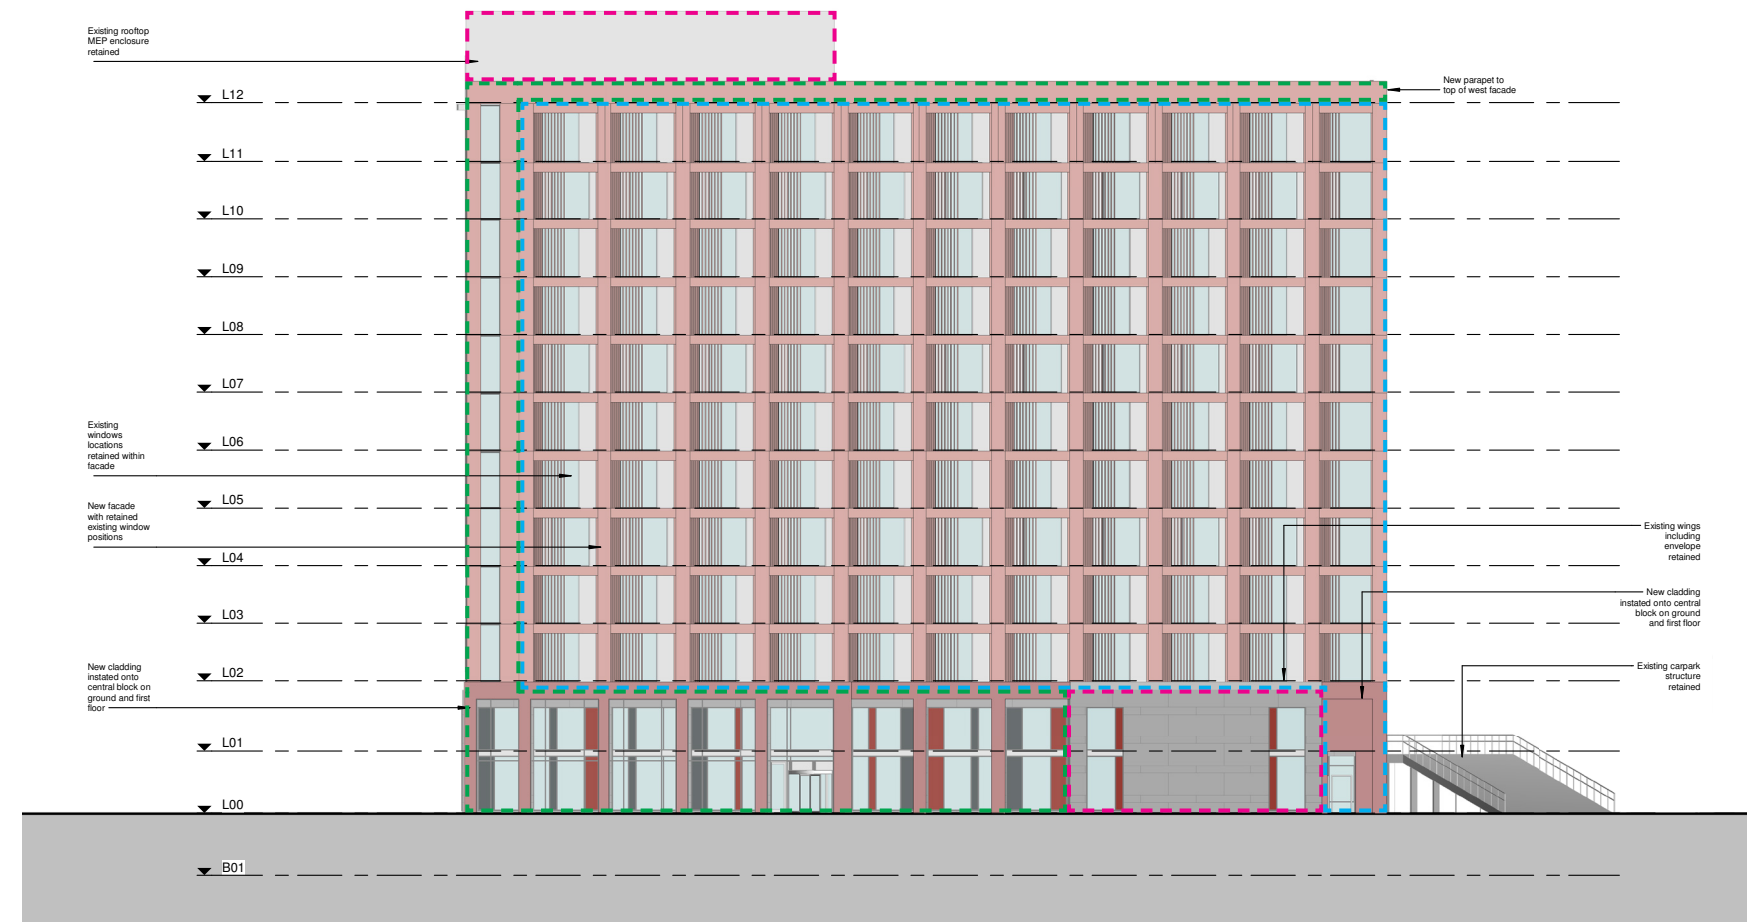 Existing rooftop
MEP enclosure
retained
New parapet to
top of west facade
L12
L11
L10
L09
L08
L07
Existing
windows
locations
retained within
facade
L06
L05
New facade
with retained
existing window
positions
Existing wings
including
envelope
retained
L04
New cladding
instated onto central
block on ground
and first floor
L03
New cladding
instated onto
central block on
ground and first
floor
Existing carpark
structure
retained
L02
L01
L00
B01